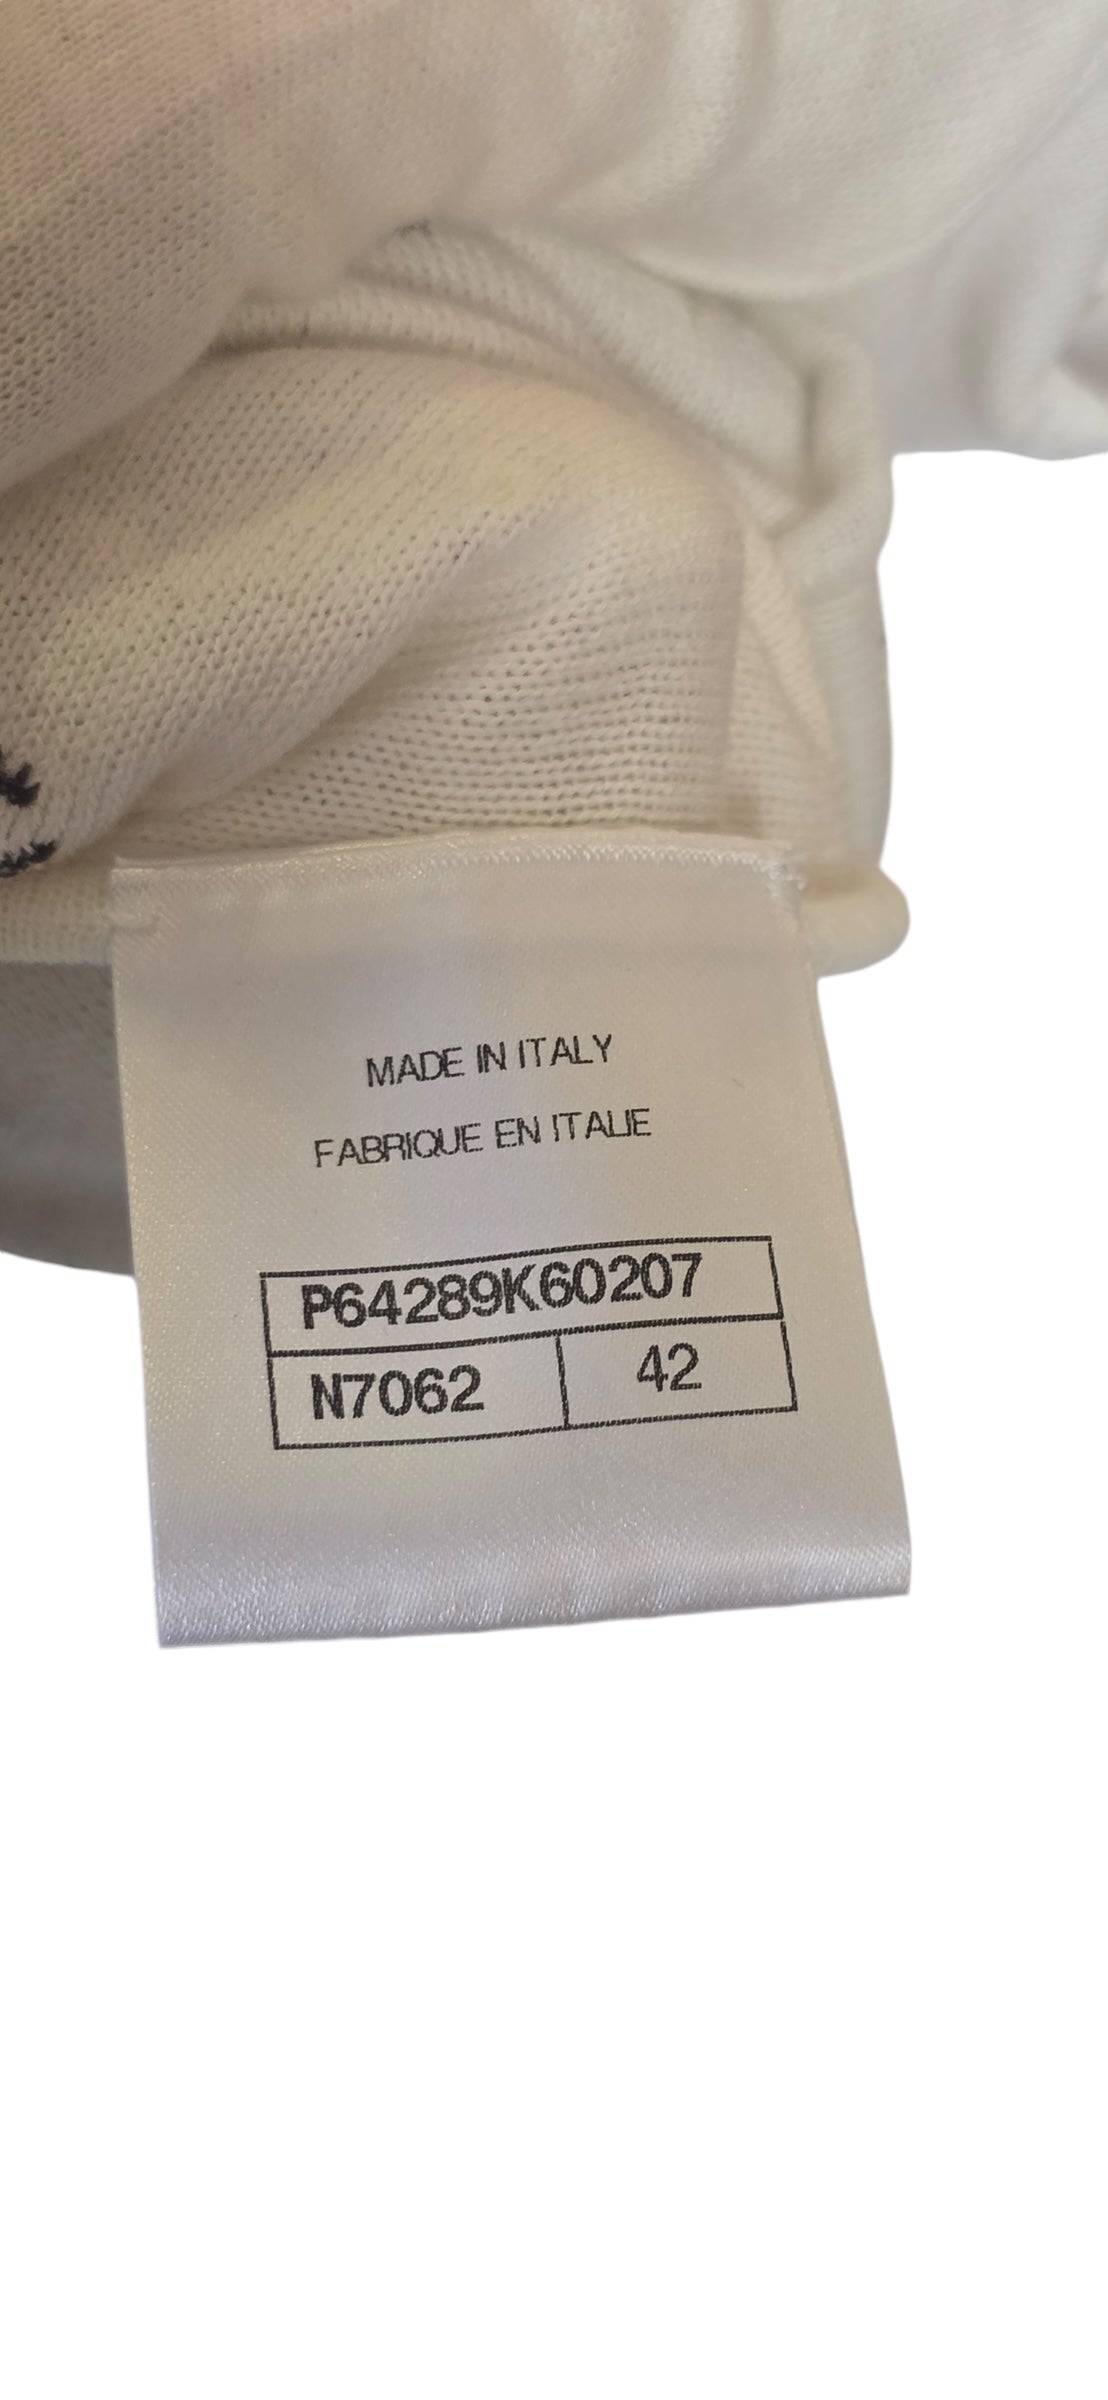 MADE IN ITALY
FABRIQUE EN ITALIE
P64289K60207
N7062 42